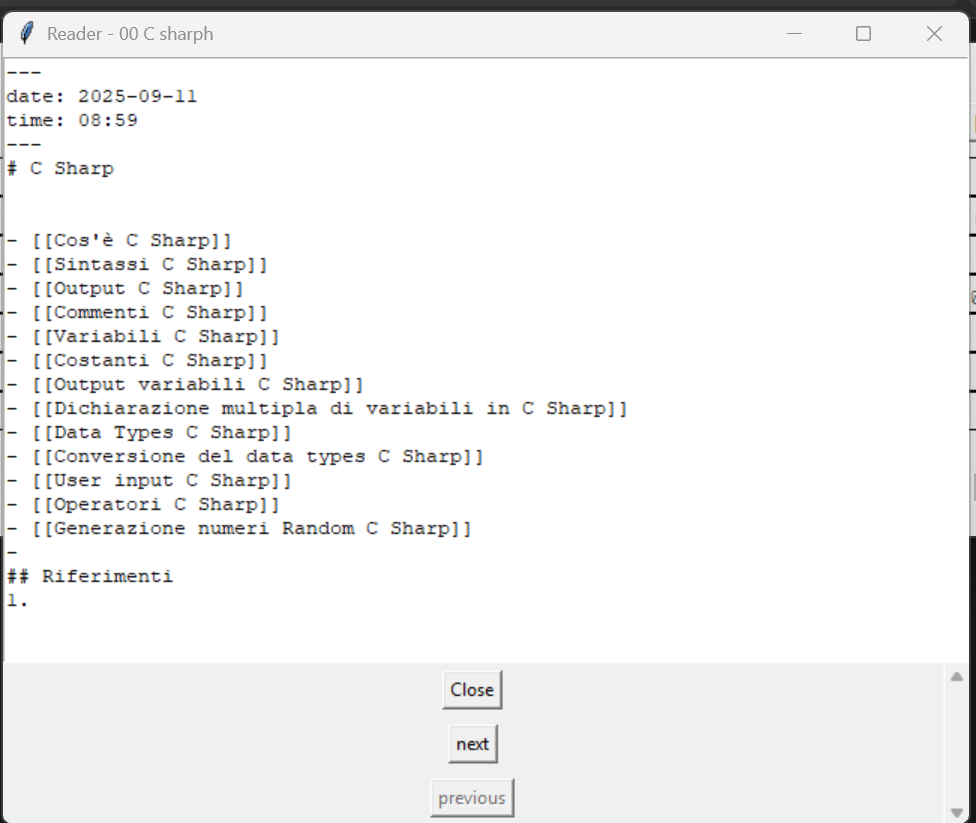 Reader - 00 C sharph
---
date: 2025-09-11
time: 08:59
---
# C Sharp
- [[Cos'è C Sharp]]
- [[Sintassi C Sharp]]
- [[Output C Sharp]]
- [[Commenti C Sharp]]
- [[Variabili C Sharp]]
- [[Costanti C Sharp]]
- [[Output variabili C Sharp]]
- [[Dichiarazione multipla di variabili in C Sharp]]
- [[Data Types C Sharp]]
- [[Conversione del data types C Sharp]]
- [[User input C Sharp]]
- [[Operatori C Sharp]]
- [[Generazione numeri Random C Sharp]]
-
## Riferimenti
1.
Close
next
previous